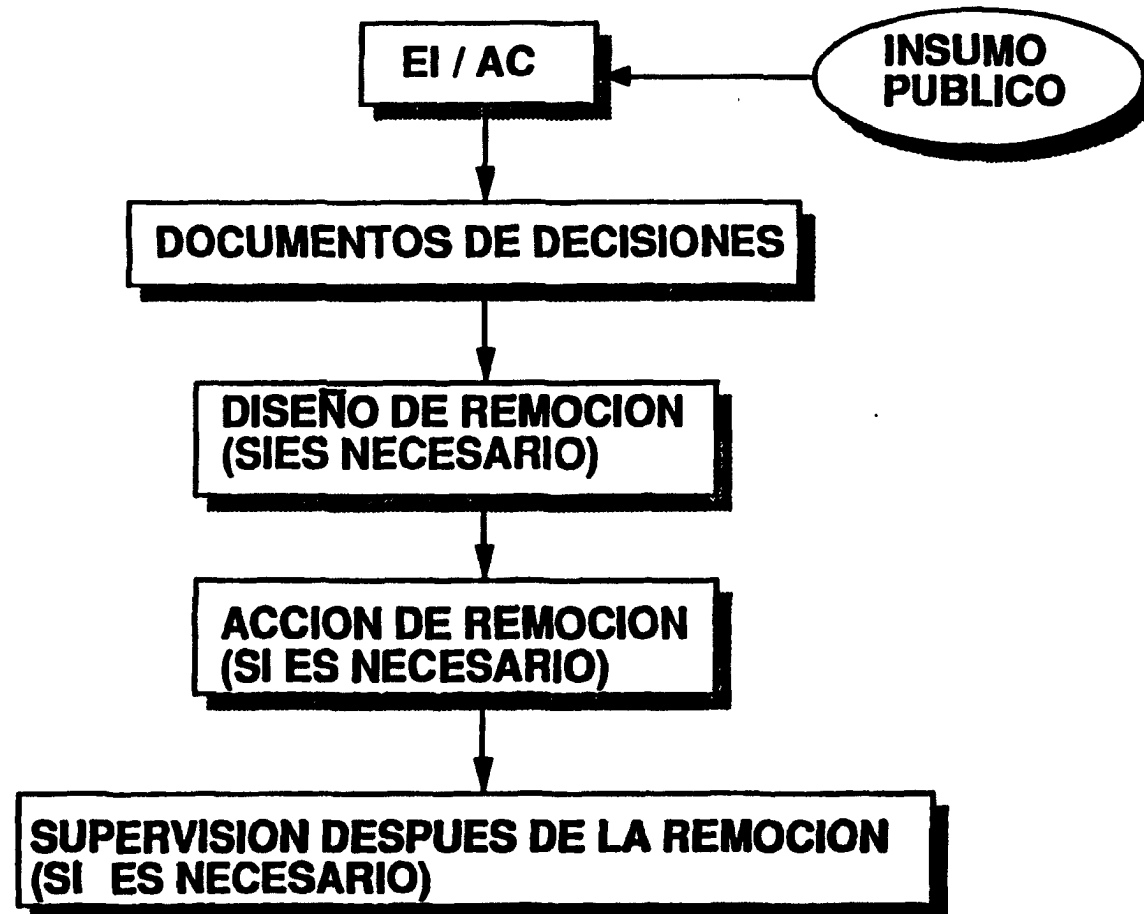 EI / AC
INSUMO
PUBLICO
DOCUMENTOS DE DECISIONES
DISEÑO DE REMOCION
(SIES NECESARIO)
ACCION DE REMOCION
(SI ES NECESARIO)
SUPERVISION DESPUES DE LA REMOCION
(SI ES NECESARIO)